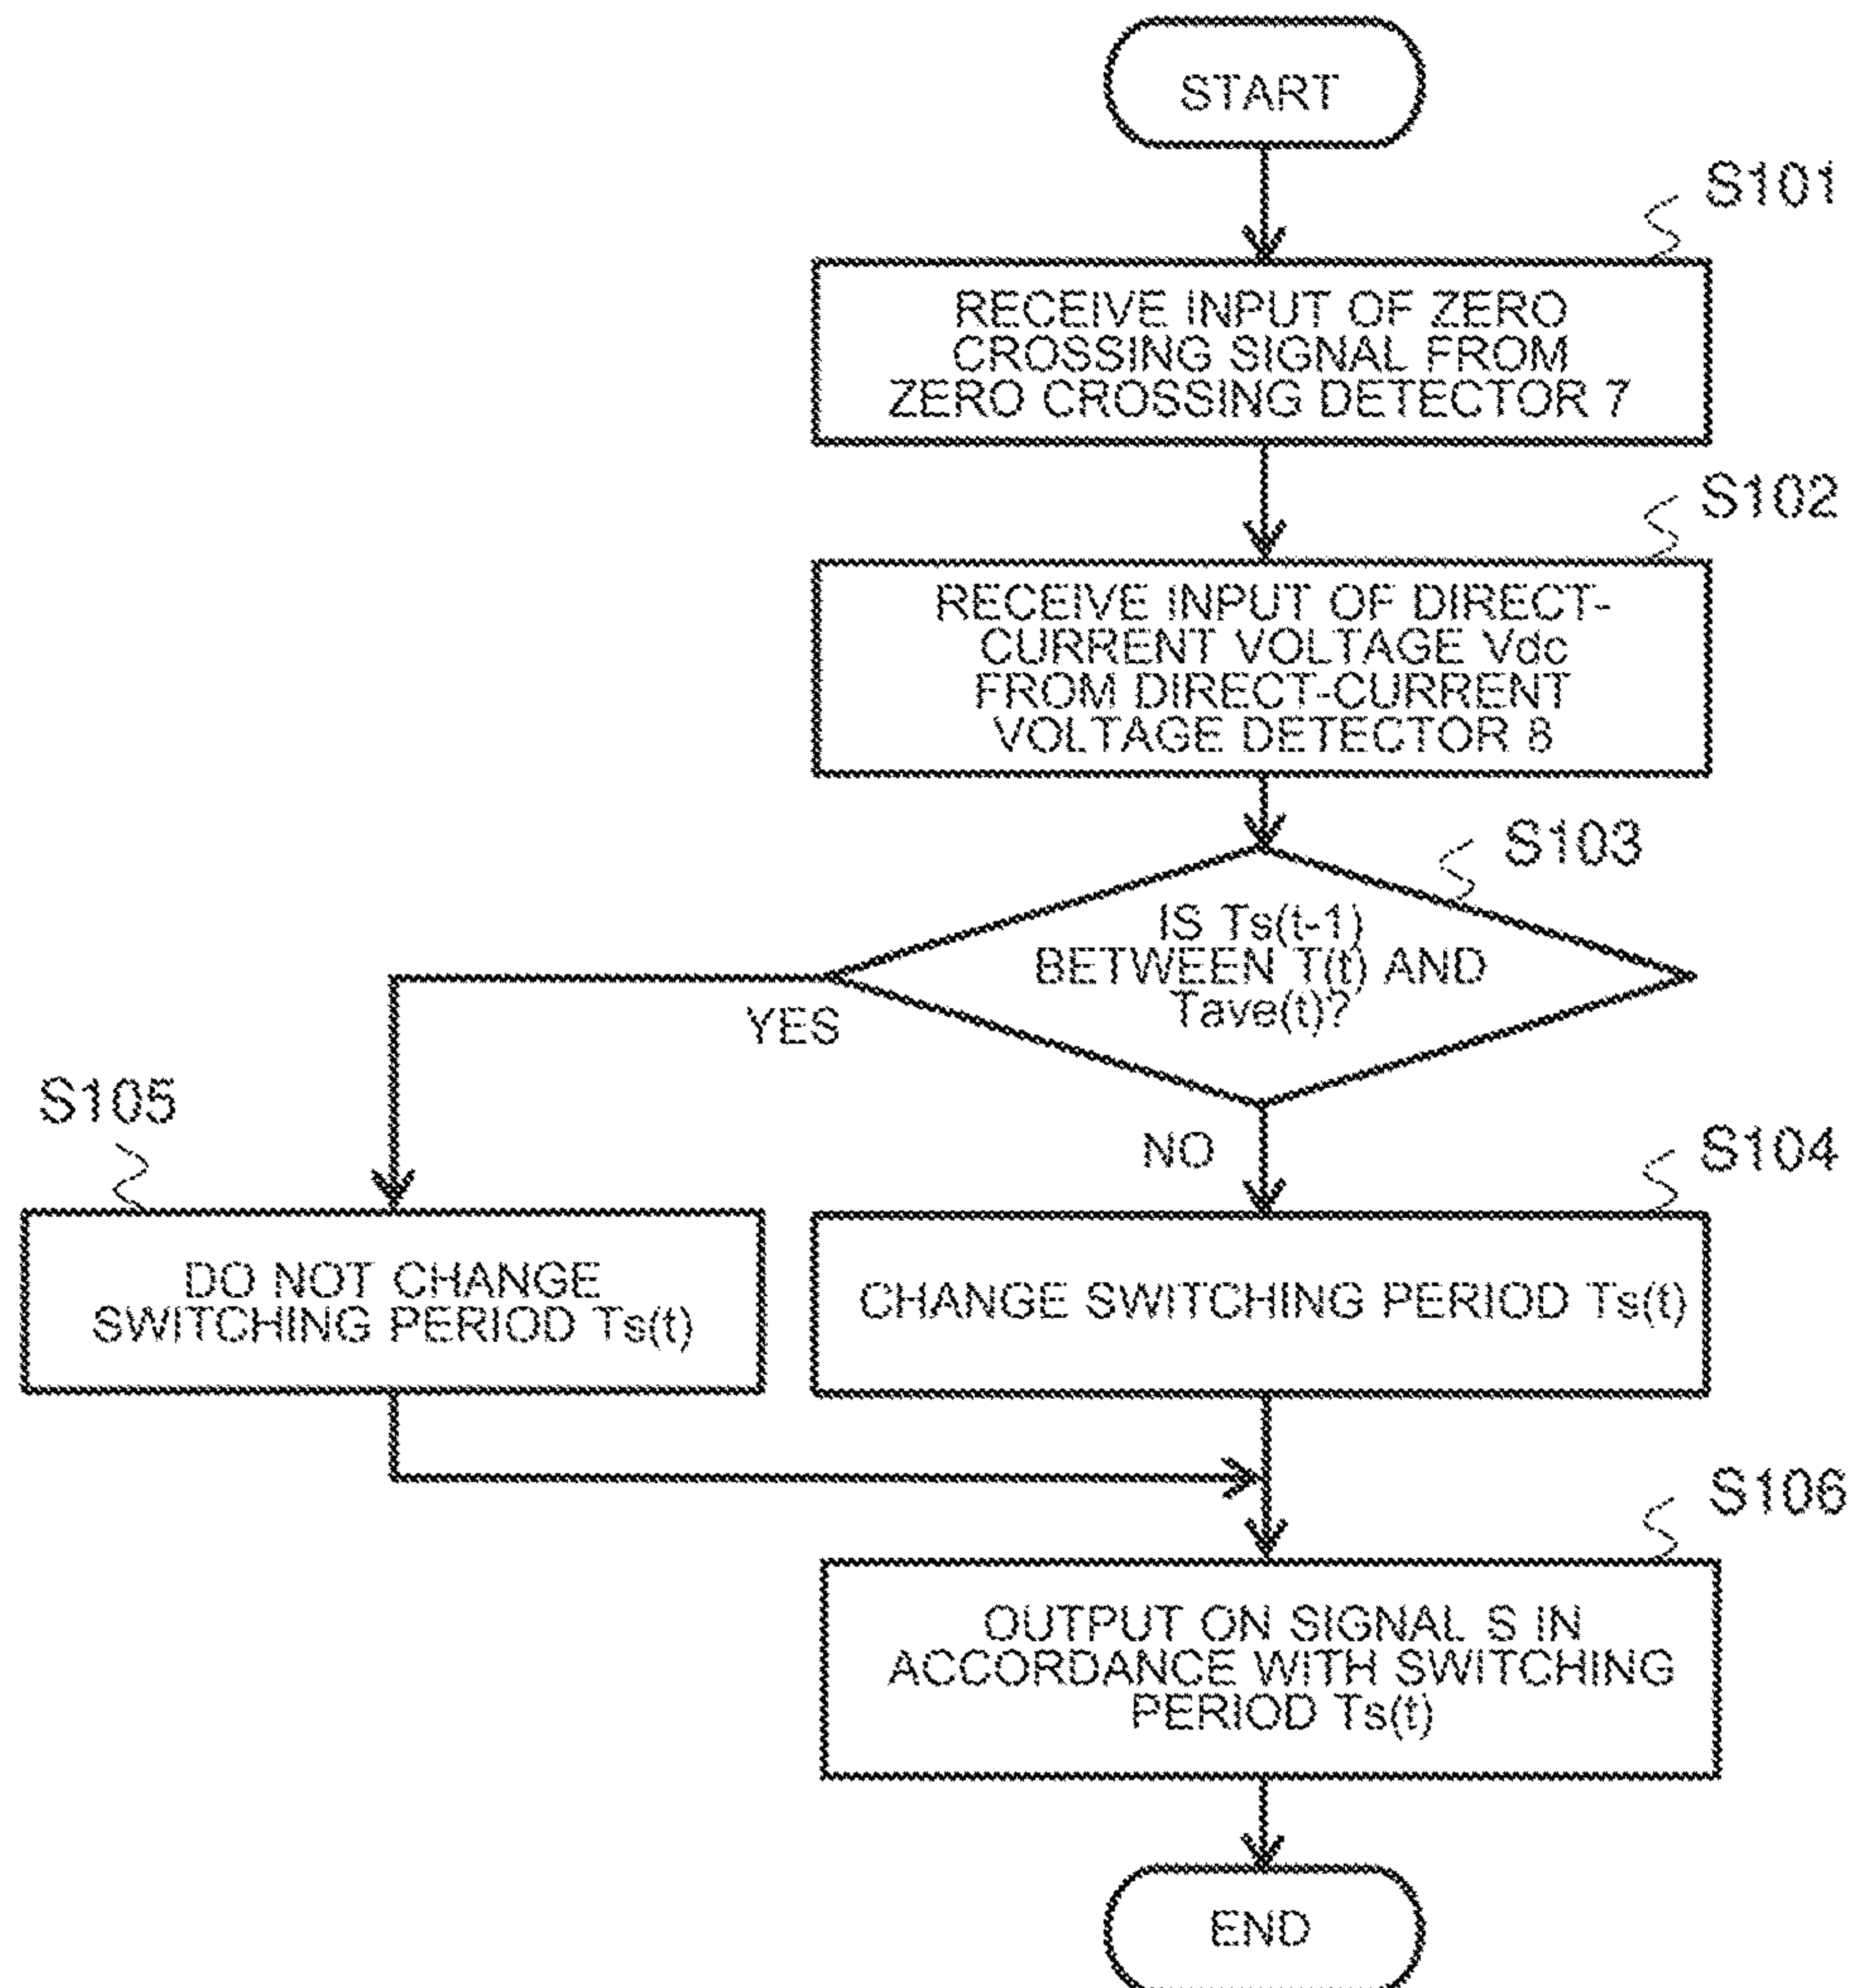 START
S101
RECEIVE INPUT OF ZERO
CROSSING SIGNAL FROM
ZERO CROSSING DETECTOR 7
S102
RECEIVE INPUT OF DIRECT-
CURRENT VOLTAGE Vdc
FROM DIRECT-CURRENT
VOLTAGE DETECTOR 8
S103
IS Ts(t-1)
BETWEEN T(t) AND
Tave(t)?
YES
NO
S105
DO NOT CHANGE
SWITCHING PERIOD Ts(t)
S104
CHANGE SWITCHING PERIOD Ts(t)
S106
OUTPUT ON SIGNAL S IN
ACCORDANCE WITH SWITCHING
PERIOD Ts(t)
END